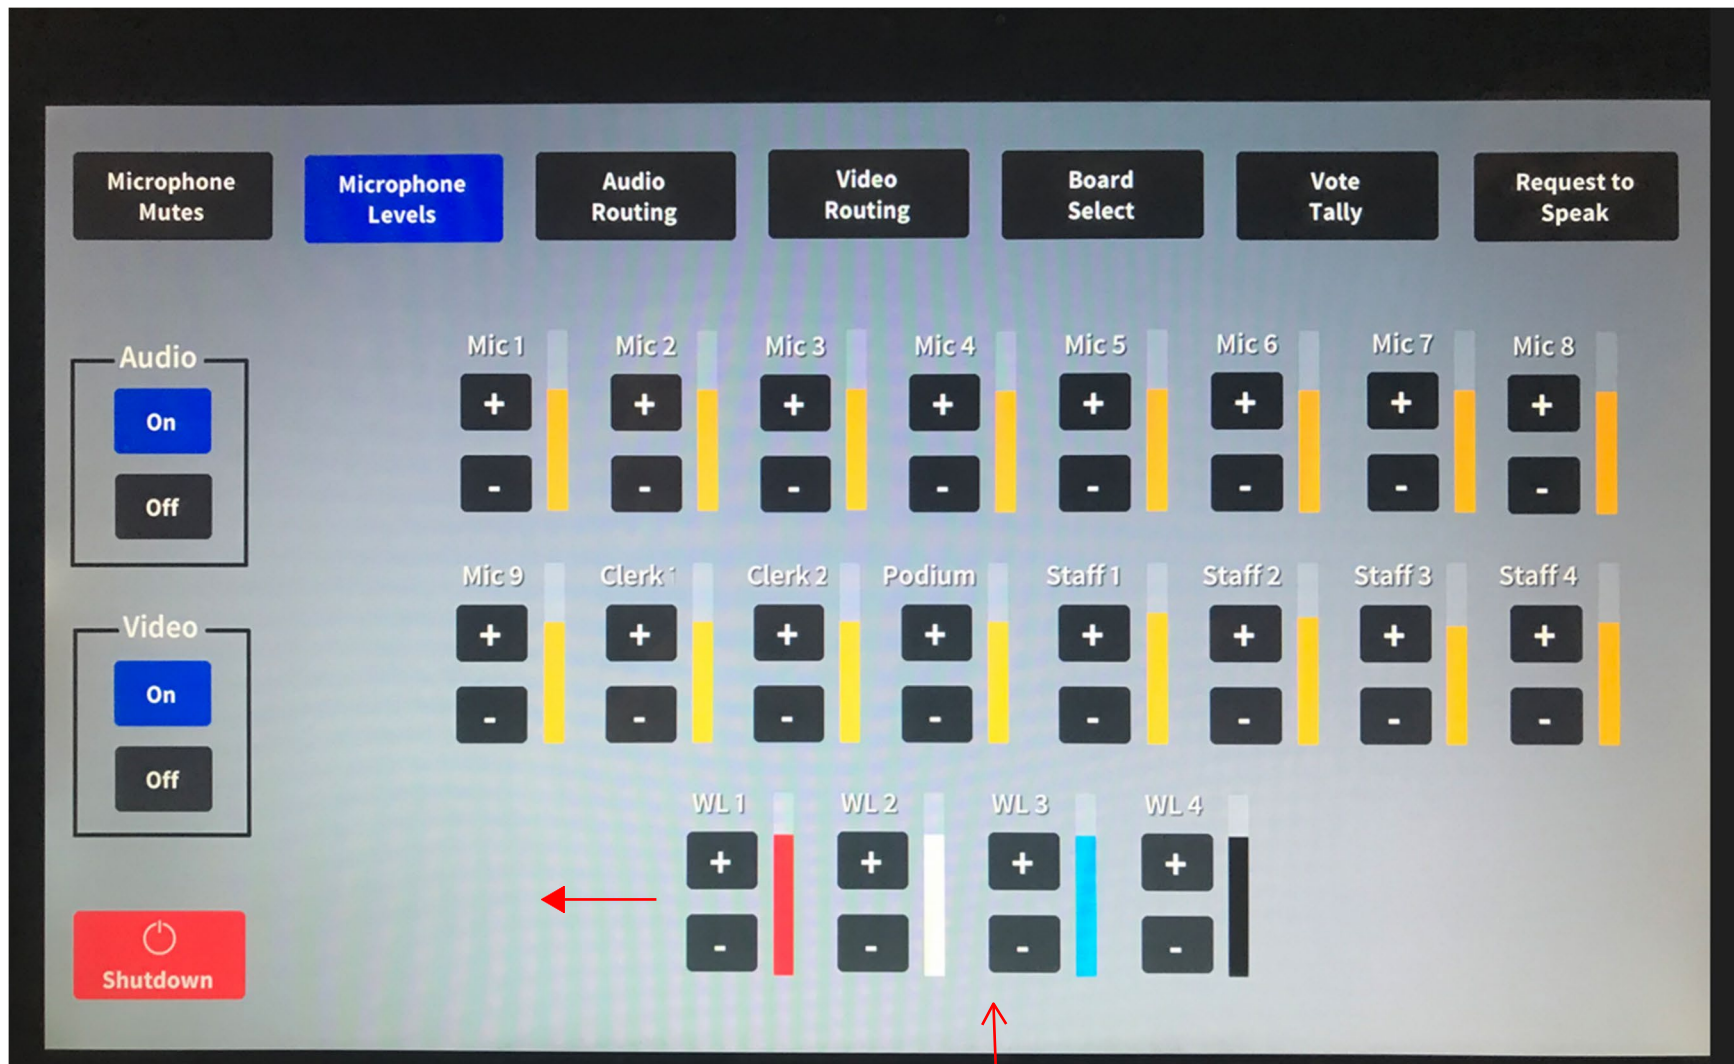 Microphone
Mutes
Microphone
Levels
Audio
Routing
Video
Routing
Board
Select
Vote
Tally
Request to
Speak
Audio
On
Off
Video
On
Off
Shutdown
Mic 1 Mic 2 Mic 3 Mic 4 Mic 5 Mic 6 Mic 7 Mic 8
+ + + + + + + +
- - - - - - - -
Mic 9 Clerk 1 Clerk 2 Podium Staff 1 Staff 2 Staff 3 Staff 4
+ + + + + + + +
- - - - - - - -
WL 1 WL 2 WL 3 WL 4
+ + + +
- - - -